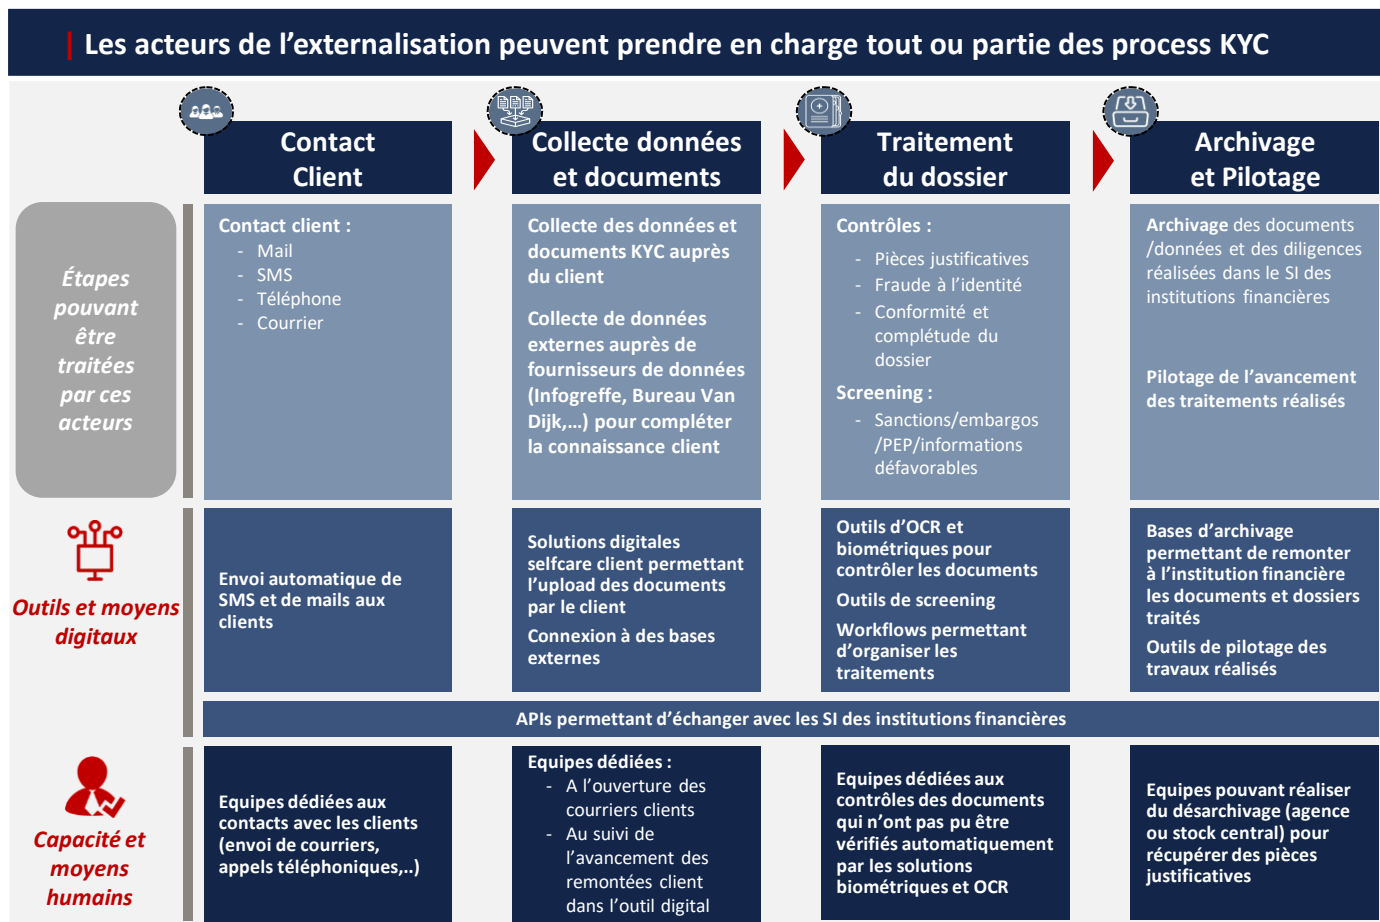 Les acteurs de l’externalisation peuvent prendre en charge tout ou partie des process KYC
Contact
Client
Collecte données
et documents
Traitement
du dossier
Archivage
et Pilotage
Étapes
pouvant
être
traitées
par ces
acteurs
Contact client :
- Mail
- SMS
- Téléphone
- Courrier
Collecte des données et
documents KYC auprès
du client
Collecte de données
externes auprès de
fournisseurs de données
(Infogreffe, Bureau Van
Dijk,…) pour compléter
la connaissance client
Contrôles :
- Pièces justificatives
- Fraude à l’identité
- Conformité et
complétude du
dossier
Screening :
- Sanctions/embargos
/PEP/informations
défavorables
Archivage des documents
/données et des diligences
réalisées dans le SI des
institutions financières
Pilotage de l’avancement
des traitements réalisés
Outils et moyens
digitaux
Envoi automatique de
SMS et de mails aux
clients
Solutions digitales
selfcare client permettant
l’upload des documents
par le client
Connexion à des bases
externes
Outils d’OCR et
biométriques pour
contrôler les documents
Outils de screening
Workflows permettant
d’organiser les
traitements
Bases d’archivage
permettant de remonter
à l’institution financière
les documents et dossiers
traités
Outils de pilotage des
travaux réalisés
APIs permettant d’échanger avec les SI des institutions financières
Capacité et
moyens
humains
Equipes dédiées aux
contacts avec les clients
(envoi de courriers,
appels téléphoniques,..)
Equipes dédiées :
- A l’ouverture des
courriers clients
- Au suivi de
l’avancement des
remontées client
dans l’outil digital
Equipes dédiées aux
contrôles des documents
qui n’ont pas pu être
vérifiés automatiquement
par les solutions
biométriques et OCR
Equipes pouvant réaliser
du désarchivage (agence
ou stock central) pour
récupérer des pièces
justificatives